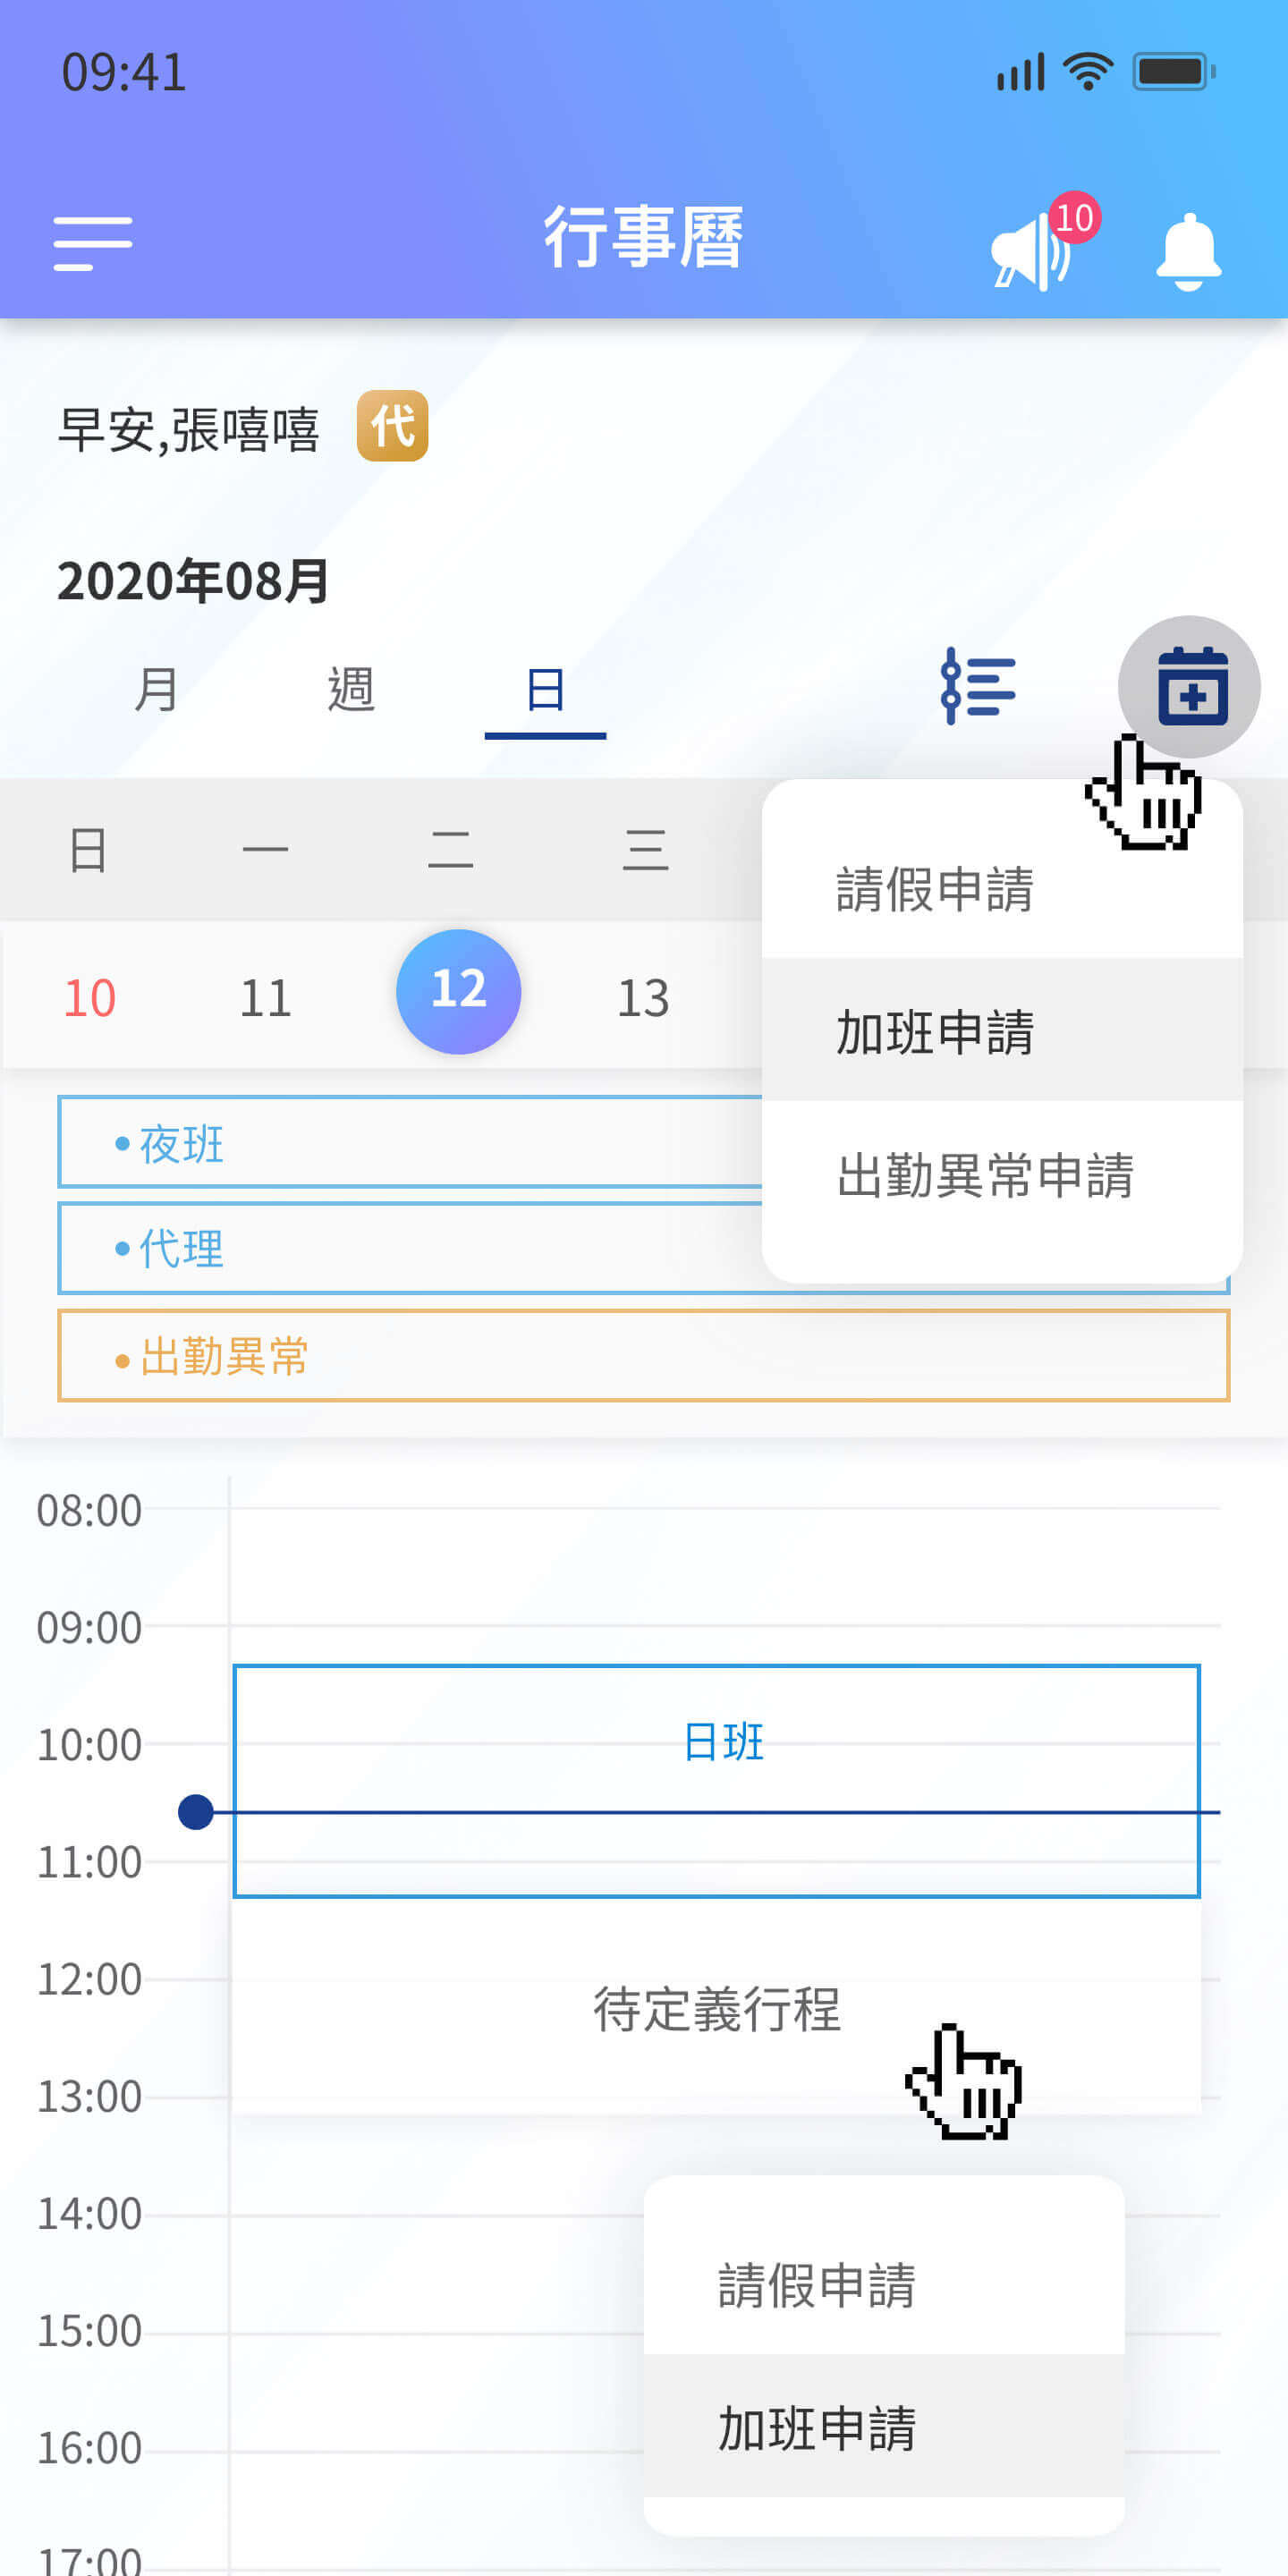 09:41
行事曆
10
早安,張嘻嘻 代
2020年08月
月 週 日
日 一 二 三
10 11 12 13
請假申請
加班申請
出勤異常申請
夜班
代理
出勤異常
08:00
09:00
10:00
日班
11:00
12:00
待定義行程
13:00
14:00
請假申請
15:00
加班申請
16:00
17:00